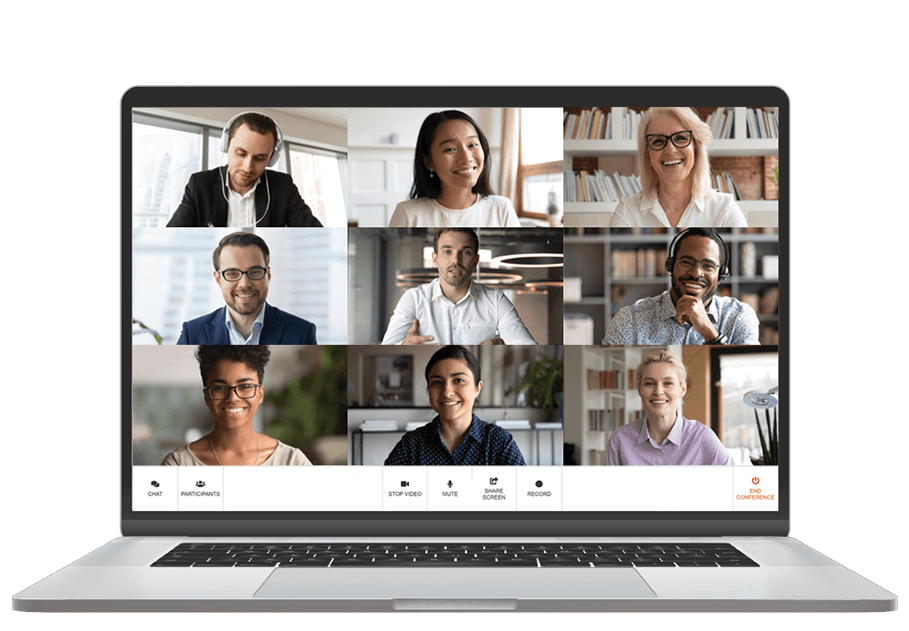 CHAT
PARTICIPANTS
STOP VIDEO
MUTE
SHARE
SCREEN
RECORD
END
CONFERENCE